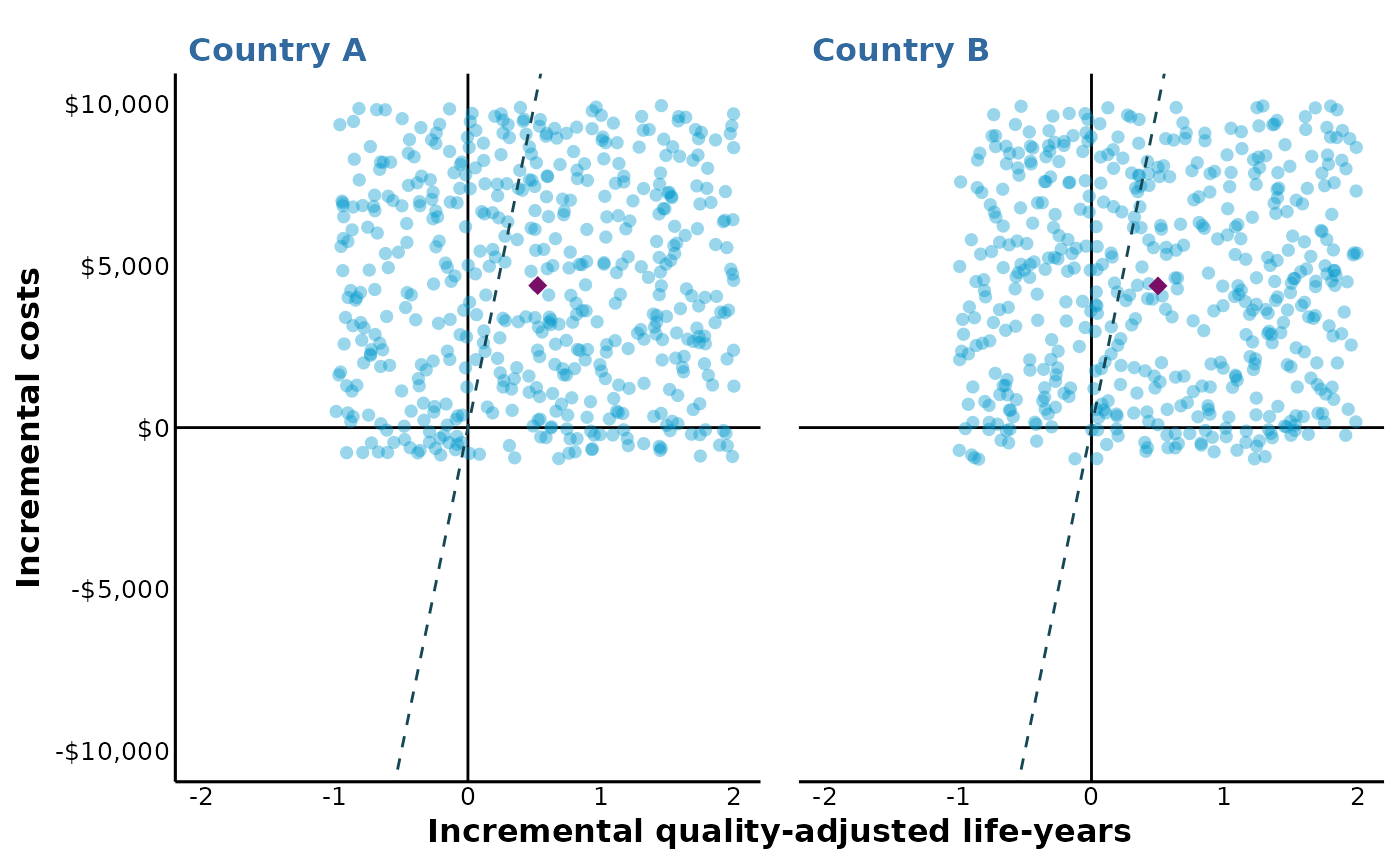 Country A
Country B
$10,000
$5,000
$0
-$5,000
-$10,000
Incremental costs
-2 -1 0 1 2
-2 -1 0 1 2
Incremental quality-adjusted life-years